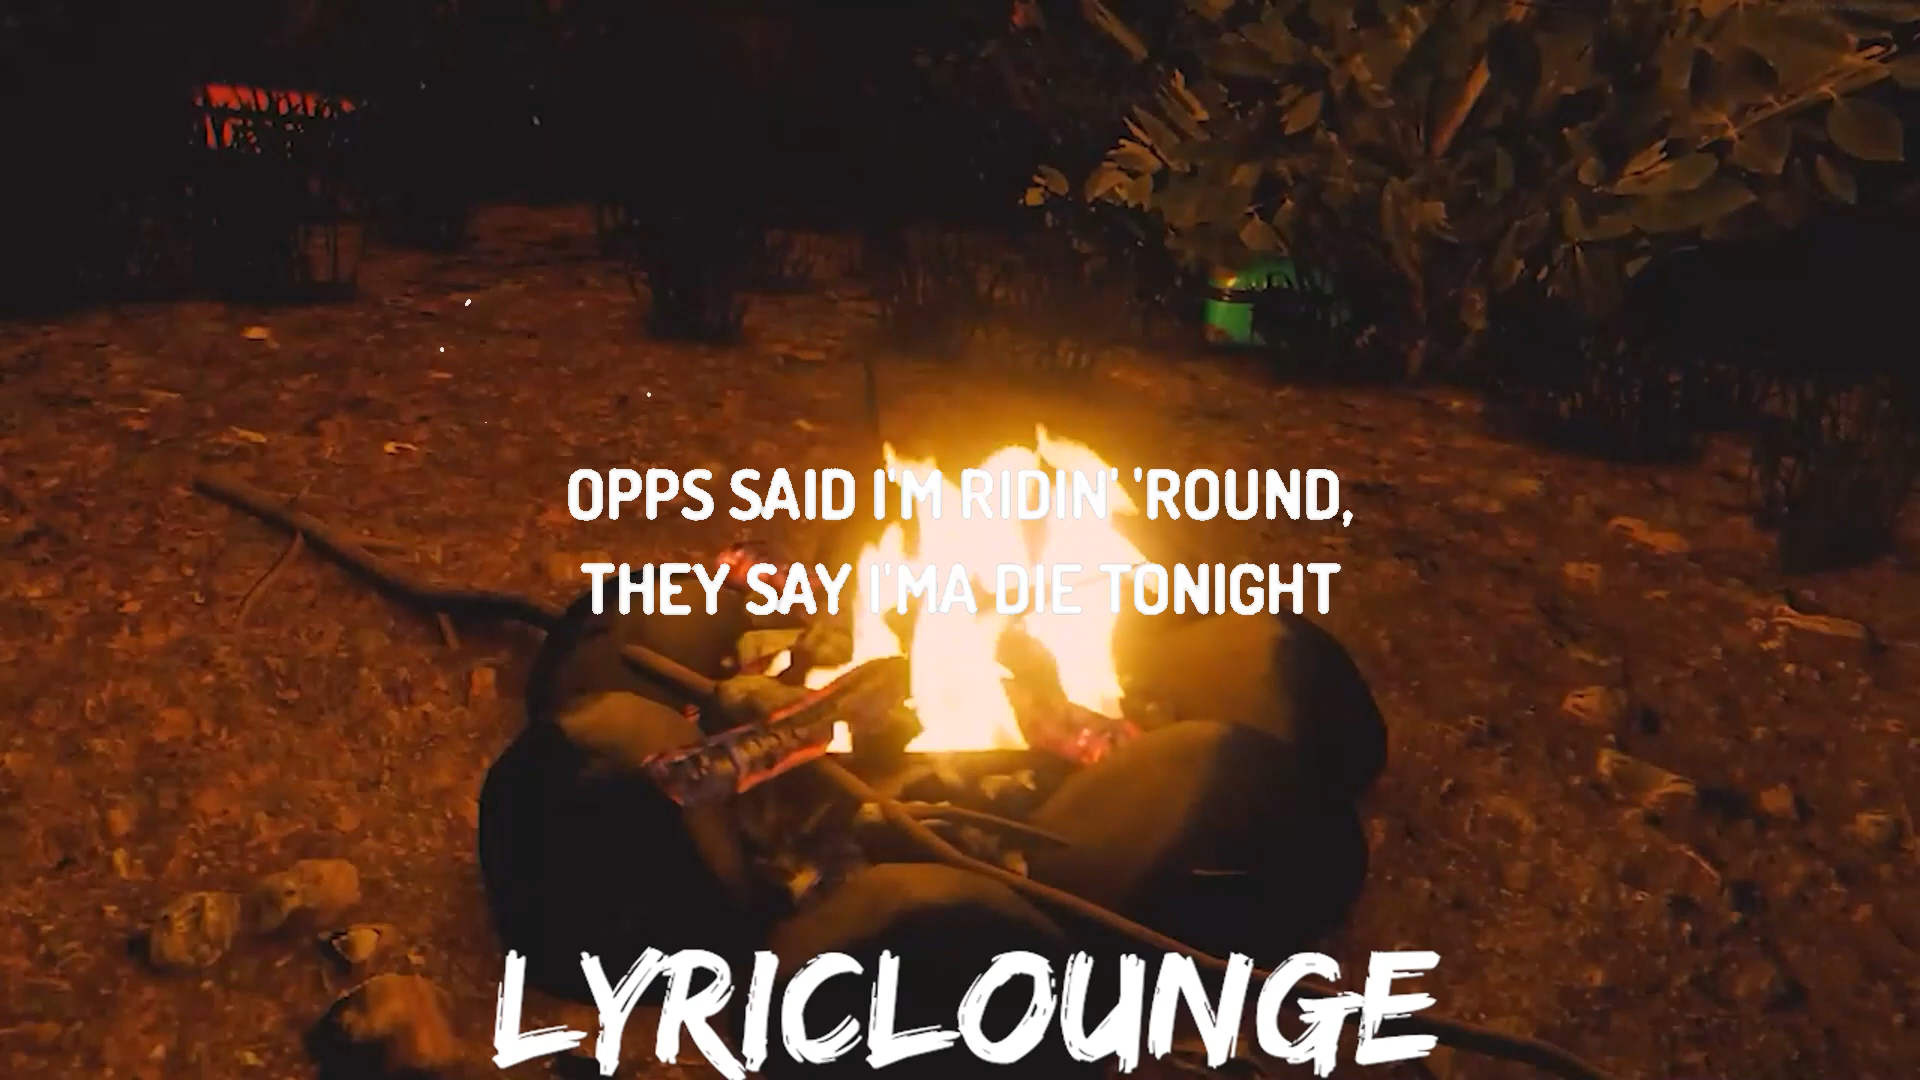 OPPS SAID I'M RIDIN' 'ROUND,
THEY SAY I'MA DIE TONIGHT
LYRICLOUNGE